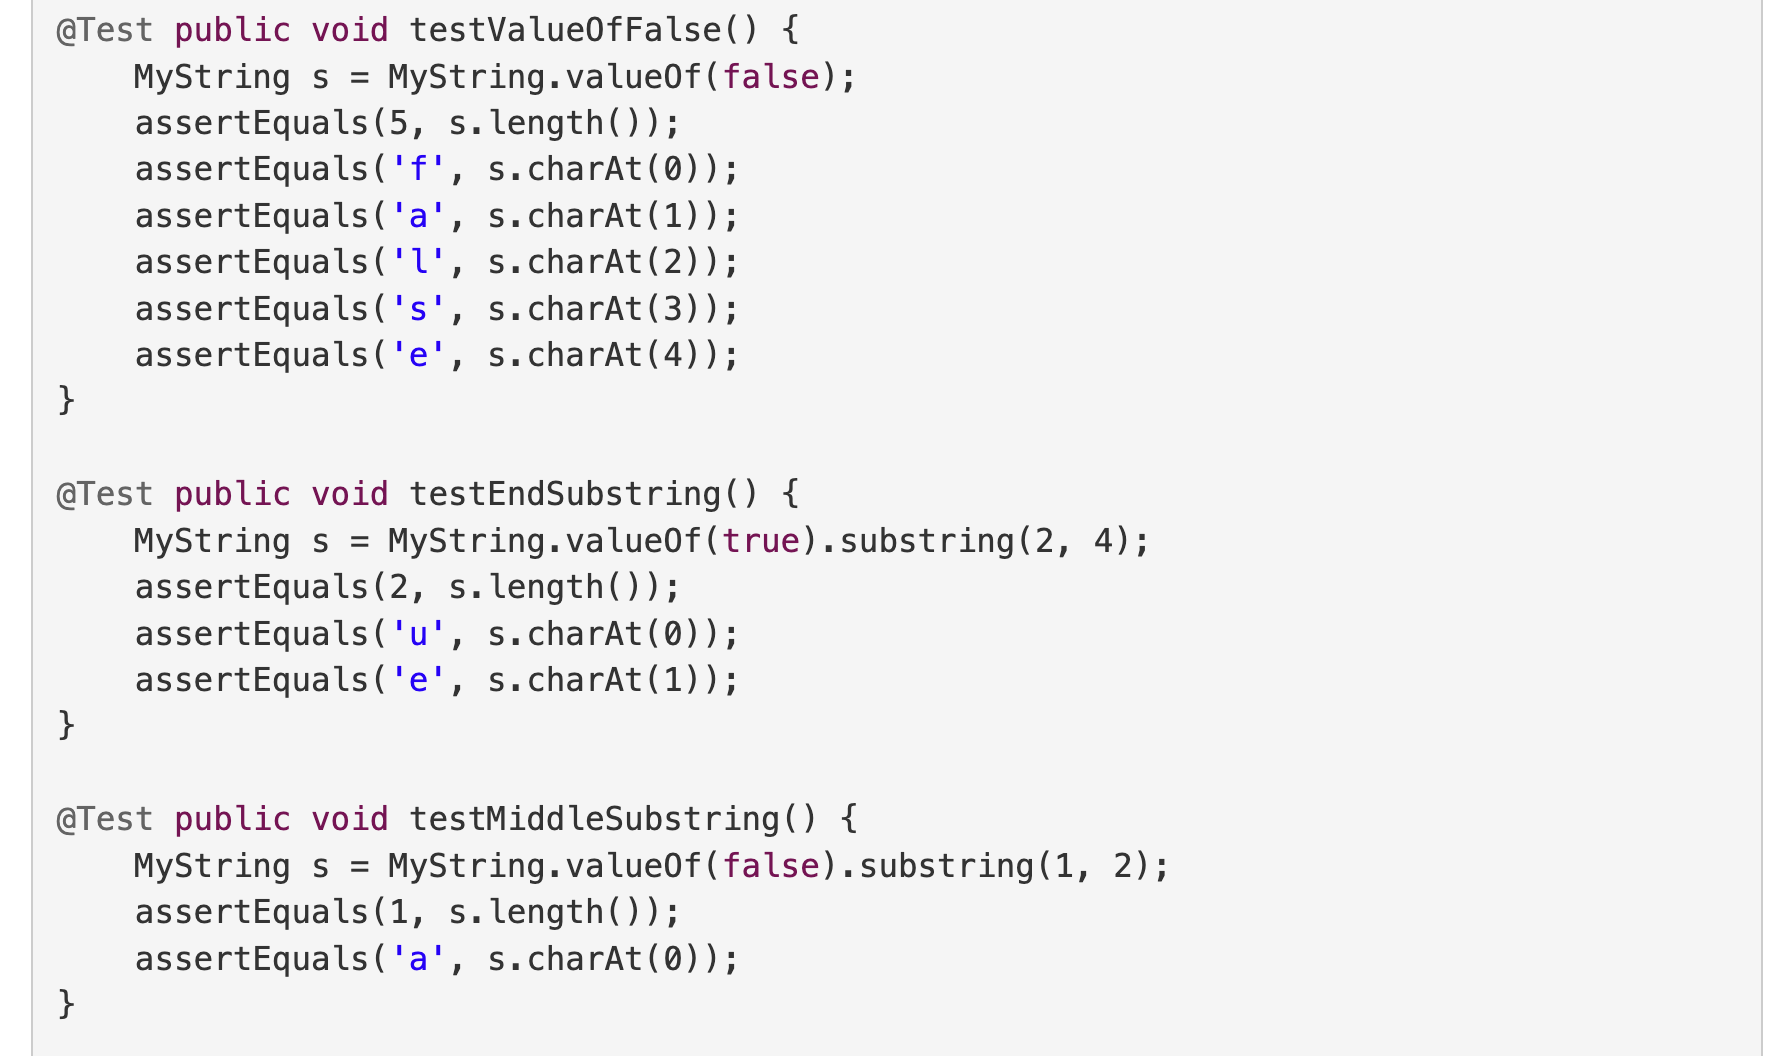 @Test public void testValueOfFalse() {
    MyString s = MyString.valueOf(false);
    assertEquals(5, s.length());
    assertEquals('f', s.charAt(0));
    assertEquals('a', s.charAt(1));
    assertEquals('l', s.charAt(2));
    assertEquals('s', s.charAt(3));
    assertEquals('e', s.charAt(4));
}

@Test public void testEndSubstring() {
    MyString s = MyString.valueOf(true).substring(2, 4);
    assertEquals(2, s.length());
    assertEquals('u', s.charAt(0));
    assertEquals('e', s.charAt(1));
}

@Test public void testMiddleSubstring() {
    MyString s = MyString.valueOf(false).substring(1, 2);
    assertEquals(1, s.length());
    assertEquals('a', s.charAt(0));
}